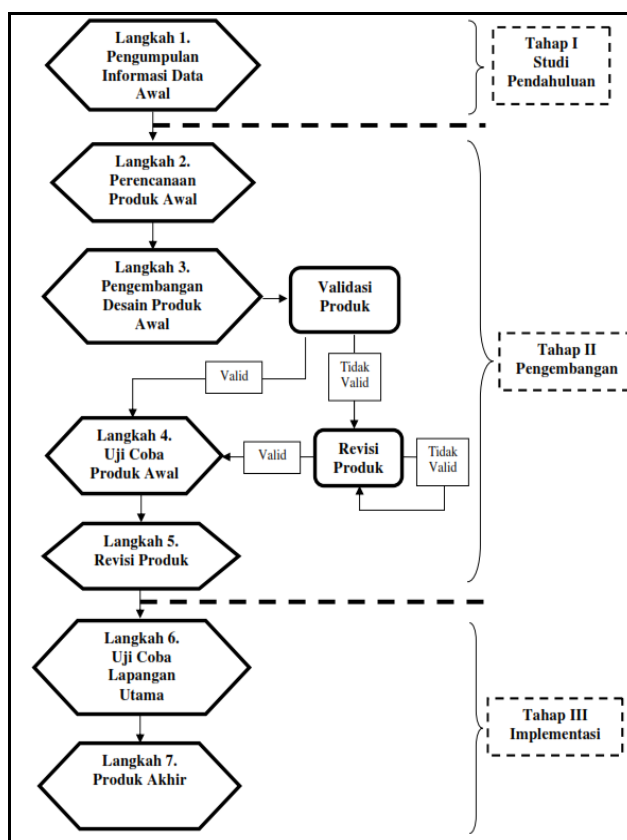 Langkah 1.
Pengumpulan
Informasi Data
Awal
Tahap I
Studi
Pendahuluan
Langkah 2.
Perencanaan
Produk Awal
Langkah 3.
Pengembangan
Desain Produk
Awal
Validasi
Produk
Tahap II
Pengembangan
Valid
Tidak
Valid
Langkah 4.
Uji Coba
Produk Awal
Valid
Revisi
Produk
Tidak
Valid
Langkah 5.
Revisi Produk
Langkah 6.
Uji Coba
Lapangan
Utama
Tahap III
Implementasi
Langkah 7.
Produk Akhir